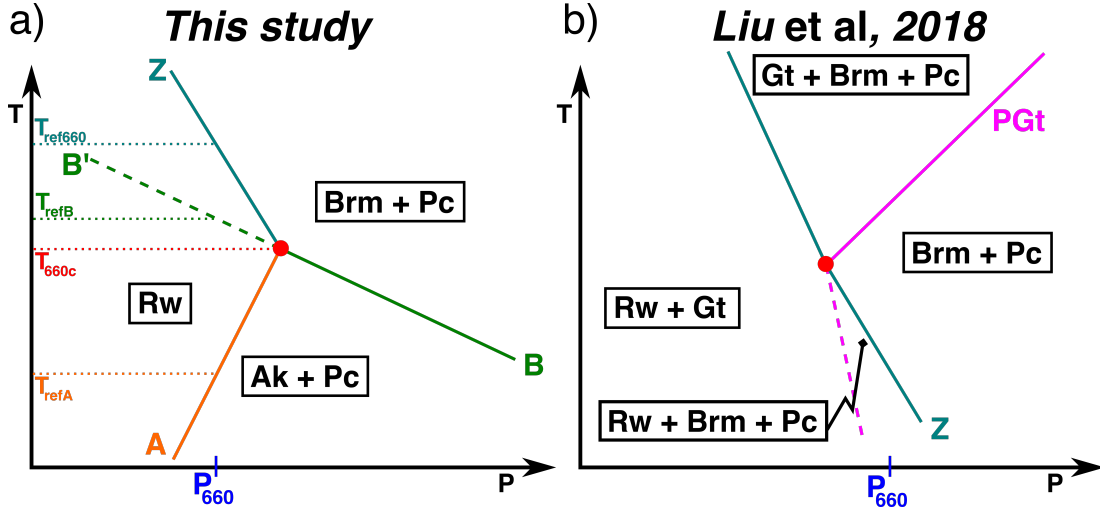 a)
This study
Z
T
Tref660
B'
TrefB
T660c
Brm + Pc
Rw
Ak + Pc
B
TrefA
A
P660
P
b)
Liu et al, 2018
Gt + Brm + Pc
T
PGt
Brm + Pc
Rw + Gt
Rw + Brm + Pc
Z
P660
P